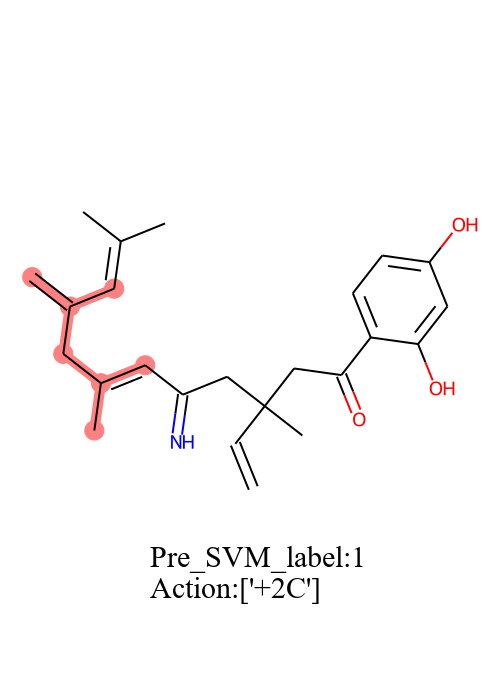 OH
OH
O
NH
Pre_SVM_label:1
Action:['+2C']